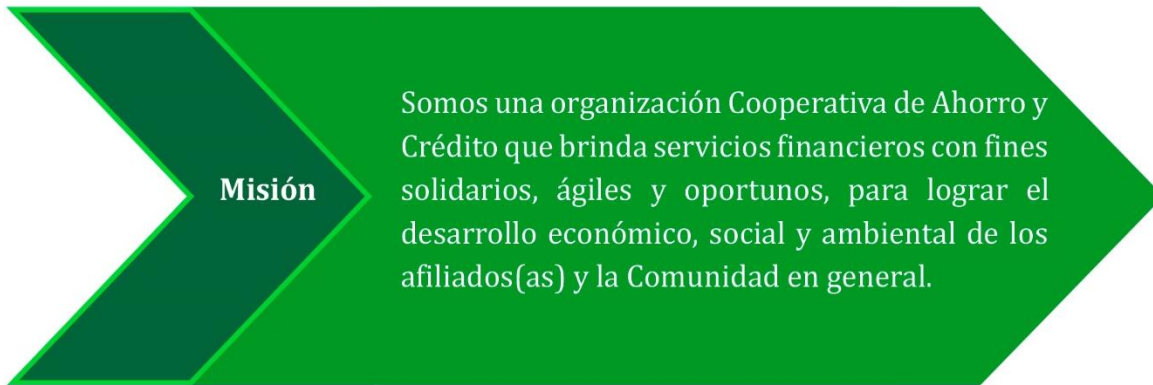 Misión
Somos una organización Cooperativa de Ahorro y
Crédito que brinda servicios financieros con fines
solidarios, ágiles y oportunos, para lograr el
desarrollo económico, social y ambiental de los
afiliados(as) y la Comunidad en general.